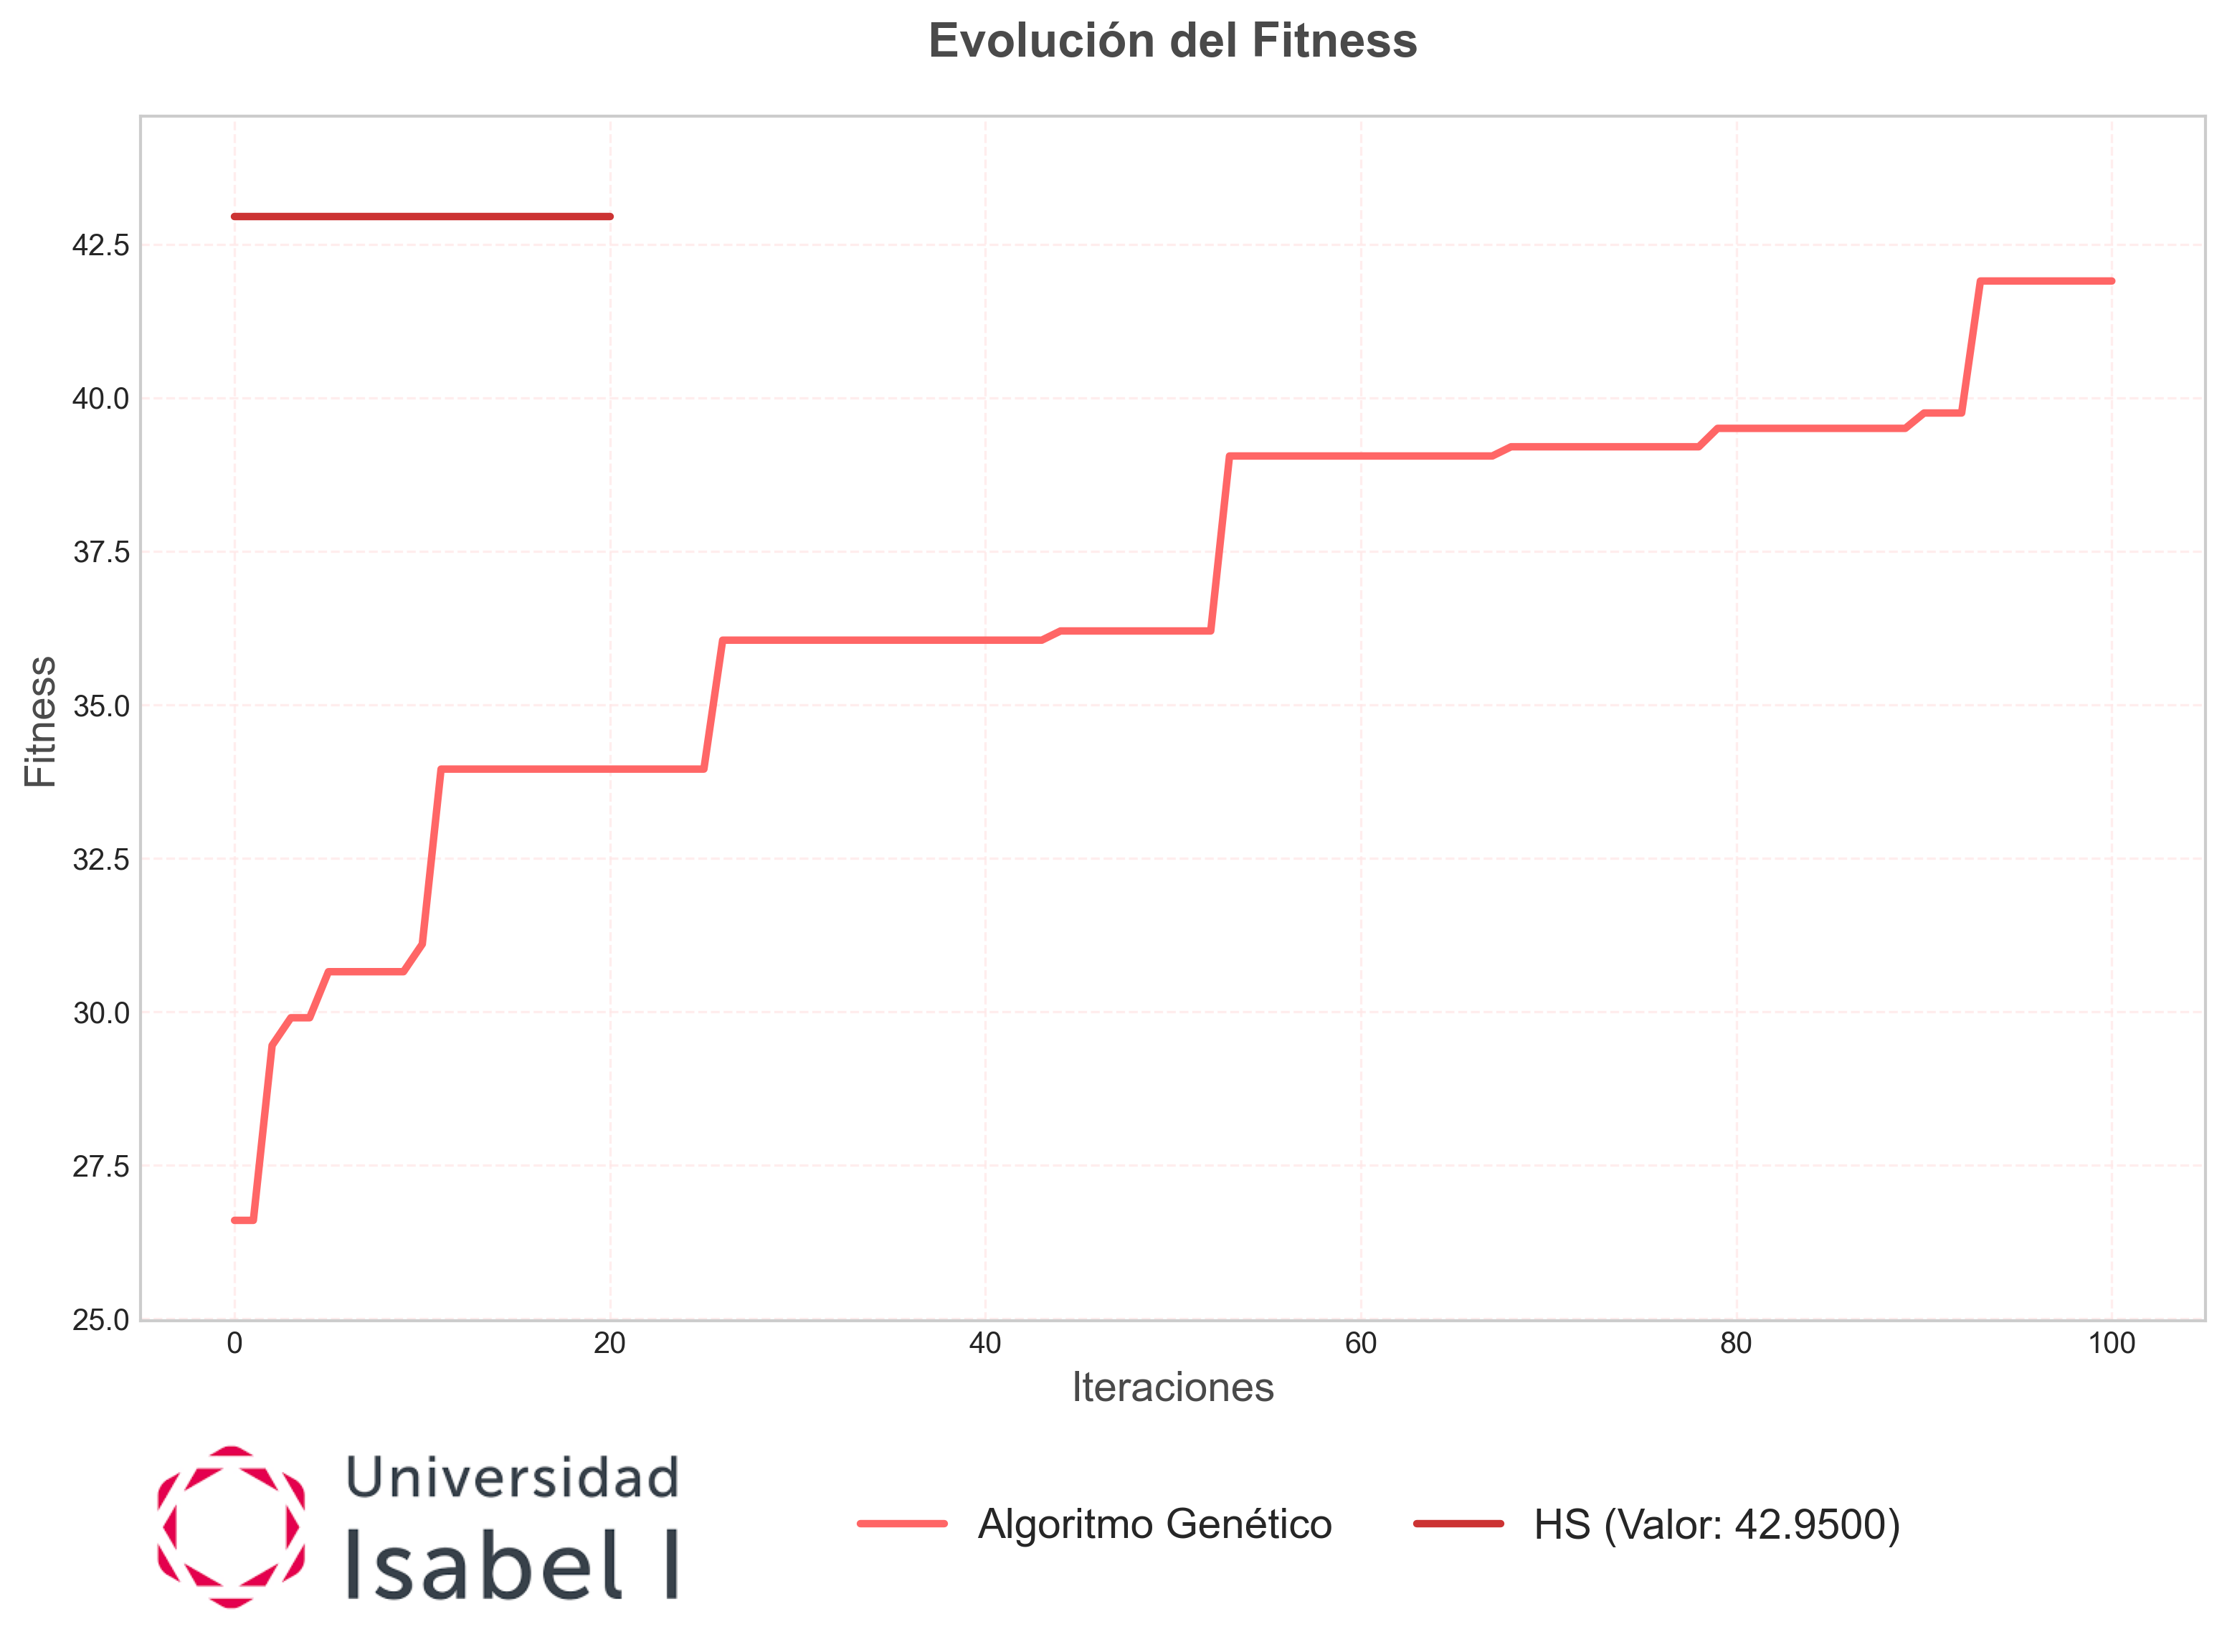 Evolución del Fitness
Fitness
42.5
40.0
37.5
35.0
32.5
30.0
27.5
25.0
0 20 40 60 80 100
Iteraciones
Universidad
Isabel I
Algoritmo Genético
HS (Valor: 42.9500)